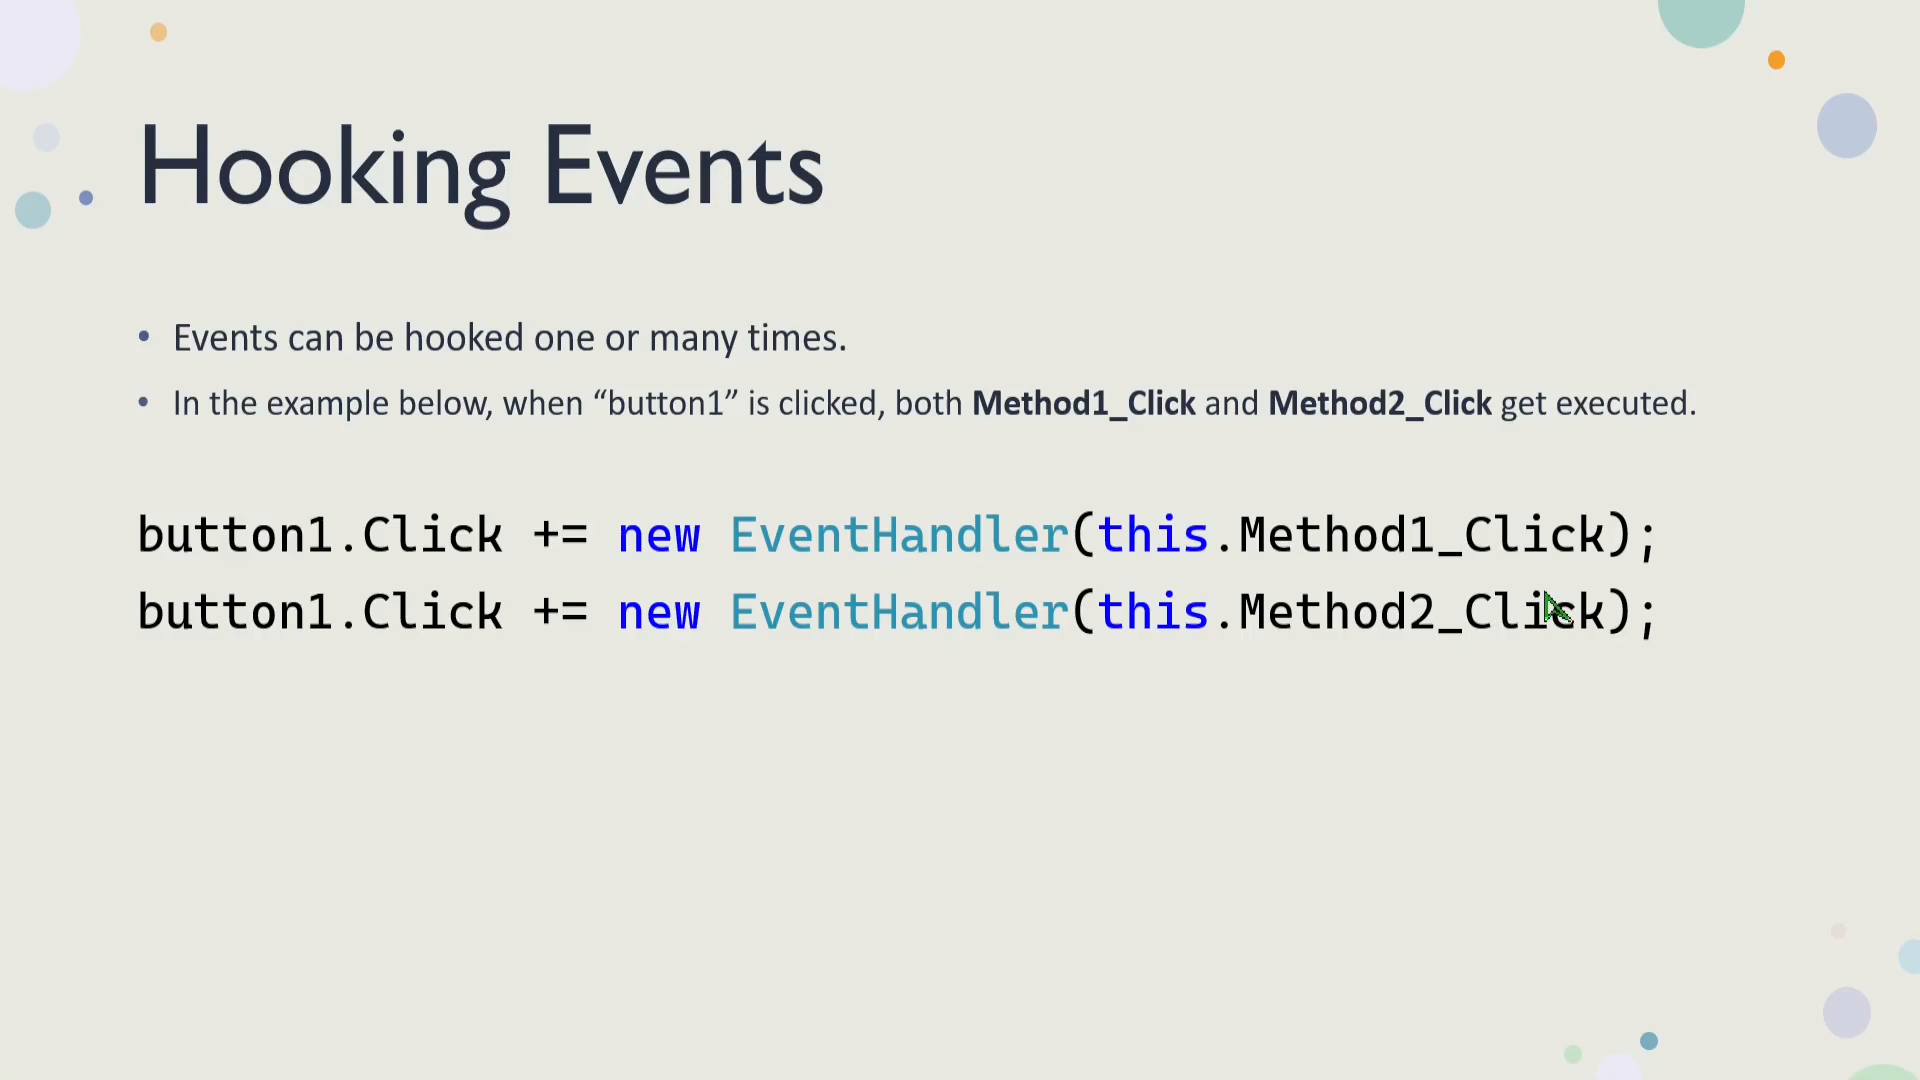 Hooking Events
• Events can be hooked one or many times.
• In the example below, when “button1” is clicked, both Method1_Click and Method2_Click get executed.
button1.Click += new EventHandler(this.Method1_Click);
button1.Click += new EventHandler(this.Method2_Click);